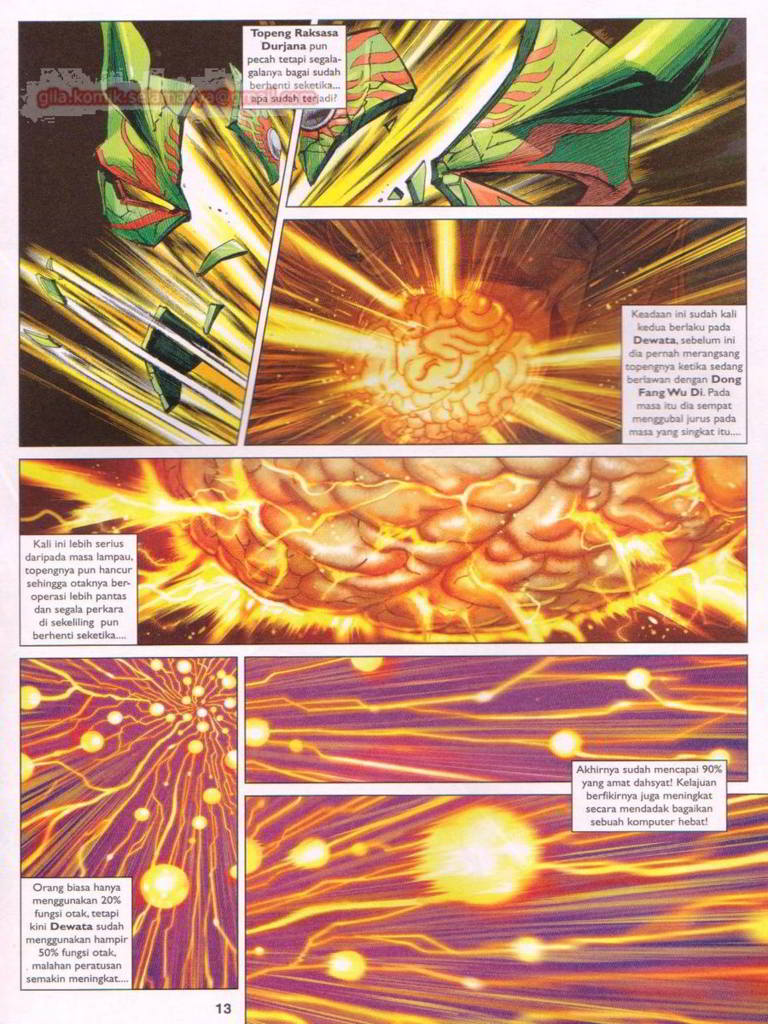 Topeng Raksasa
Durjana pun
pecah tetapi segala-
galanya bagai sudah
berhenti seketika...
apa sudah terjadi?
gila.komik.selamanya@gmail.com
Keadaan ini sudah kali
kedua berlaku pada
Dewata, sebelum ini
dia pernah merangsang
topengnya ketika sedang
berlawan dengan Dong
Fang Wu Di. Pada
masa itu dia sempat
menggubal jurus pada
masa yang singkat itu....
Kali ini lebih serius
daripada masa lampau,
topengnya pun hancur
sehingga otaknya ber-
operasi lebih pantas
dan segala perkara
di sekeliling pun
berhenti seketika....
Orang biasa hanya
menggunakan 20%
fungsi otak, tetapi
kini Dewata sudah
menggunakan hampir
50% fungsi otak,
malahan peratusan
semakin meningkat....
Akhirnya sudah mencapai 90%
yang amat dahsyat! Kelajuan
berfikirnya juga meningkat
secara mendadak bagaikan
sebuah komputer hebat!
13